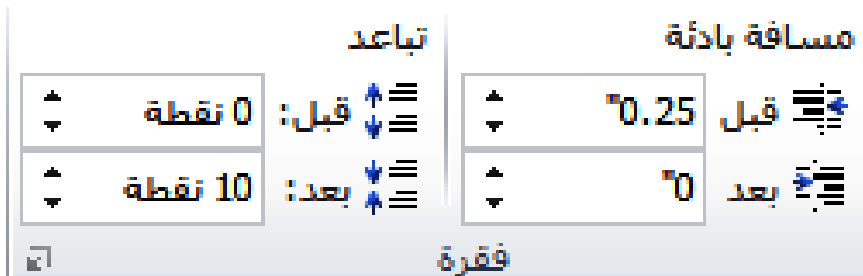 مسافة بادئة تباعد
قبل 0.25" قبل: 0 نقطة
بعد 0" بعد: 10 نقطة
فقرة